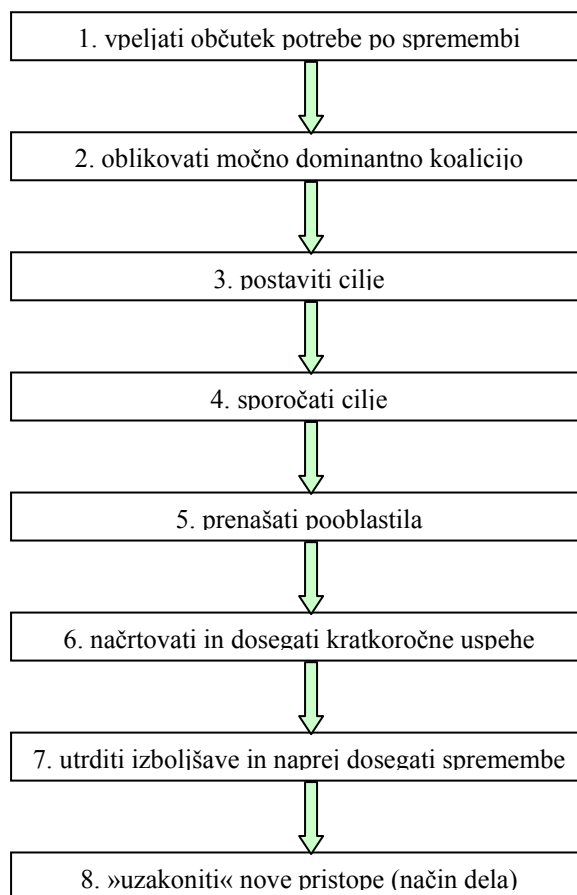 1. vpeljati občutek potrebe po spremembi
2. oblikovati močno dominantno koalicijo
3. postaviti cilje
4. sporočati cilje
5. prenašati pooblastila
6. načrtovati in dosegati kratkoročne uspehe
7. utrditi izboljšave in naprej dosegati spremembe
8. »uzakoniti« nove pristope (način dela)